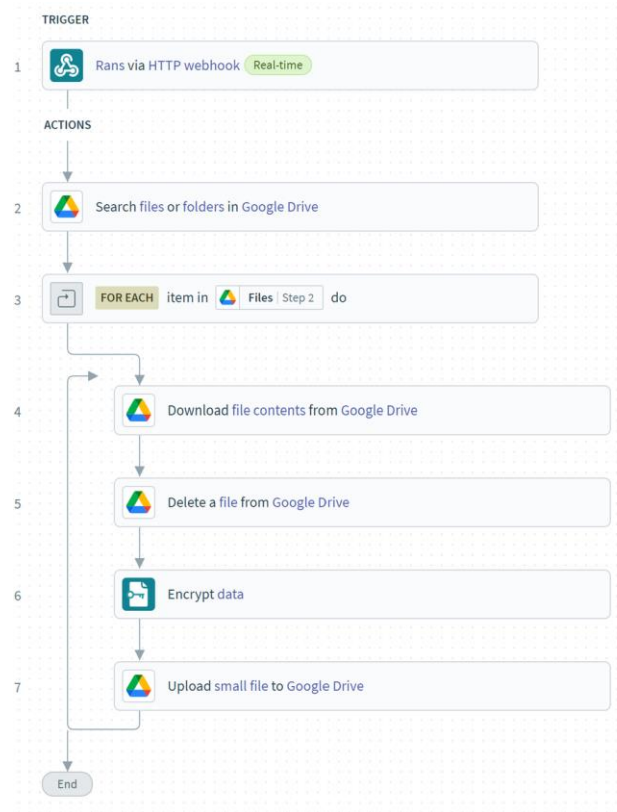 TRIGGER
1 Rans via HTTP webhook Real-time
ACTIONS
2 Search files or folders in Google Drive
3 FOR EACH item in Files Step 2 do
4 Download file contents from Google Drive
5 Delete a file from Google Drive
6 Encrypt data
7 Upload small file to Google Drive
End